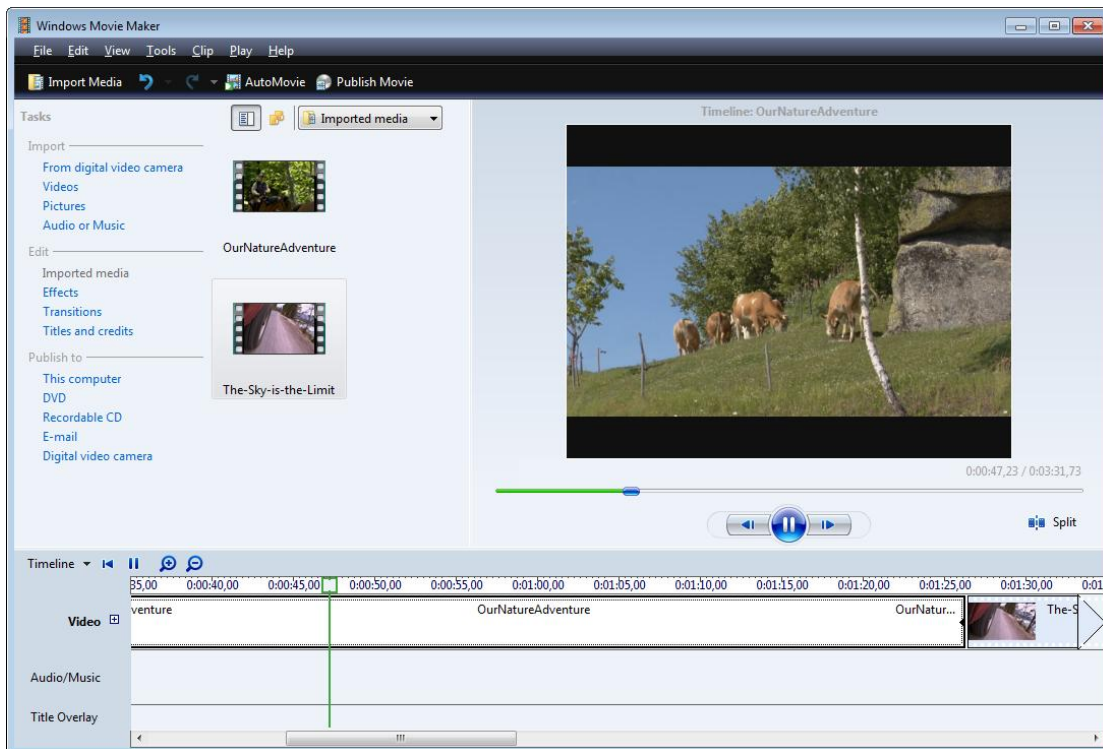 Windows Movie Maker
File Edit View Tools Clip Play Help
Import Media AutoMovie Publish Movie
Tasks
Imported media
Import
From digital video camera
Videos
Pictures
Audio or Music
Edit
Imported media
Effects
Transitions
Titles and credits
Publish to
This computer
DVD
Recordable CD
E-mail
Digital video camera
OurNatureAdventure
The-Sky-is-the-Limit
Timeline: OurNatureAdventure
0:00:47,23 / 0:03:31,73
Split
Timeline
35,00 0:00:40,00 0:00:45,00 0:00:50,00 0:00:55,00 0:01:00,00 0:01:05,00 0:01:10,00 0:01:15,00 0:01:20,00 0:01:25,00 0:01:30,00 0:01
Video venture OurNatureAdventure OurNatur... The-S
Audio/Music
Title Overlay